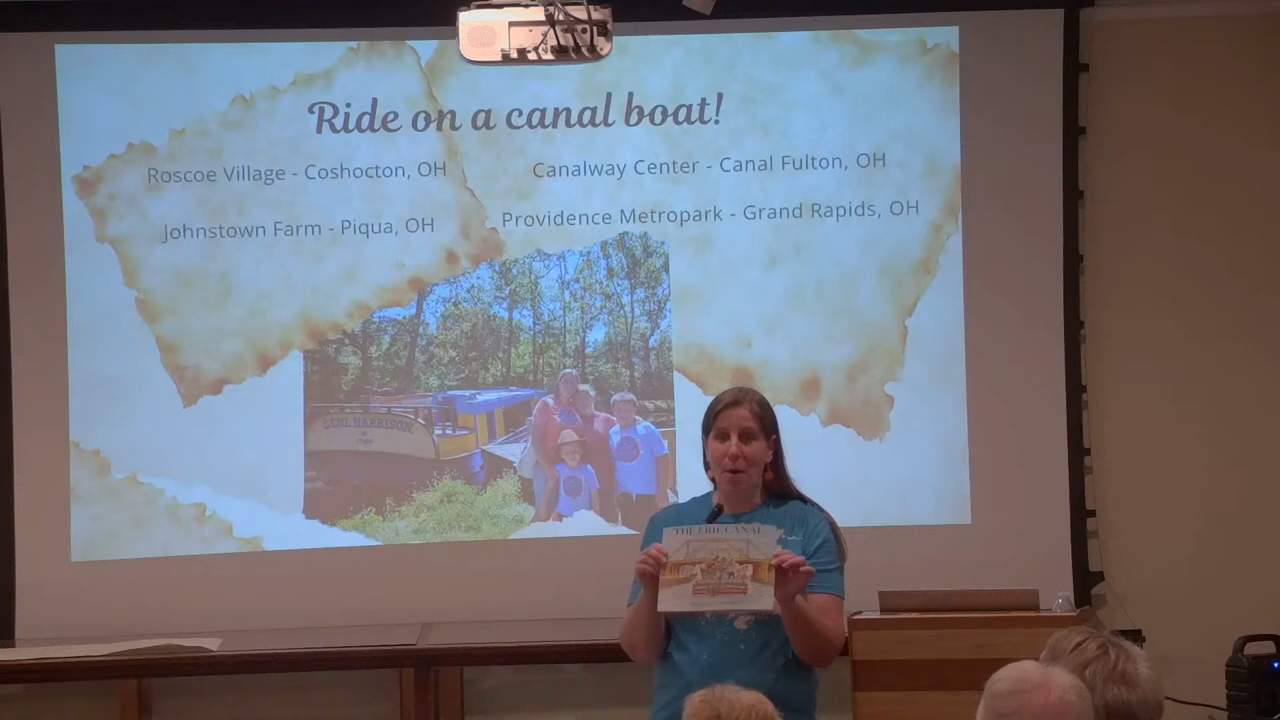 Ride on a canal boat!
Roscoe Village - Coshocton, OH
Canalway Center - Canal Fulton, OH
Johnstown Farm - Piqua, OH
Providence Metropark - Grand Rapids, OH
GENL HARRISON
THE ERIE CANAL